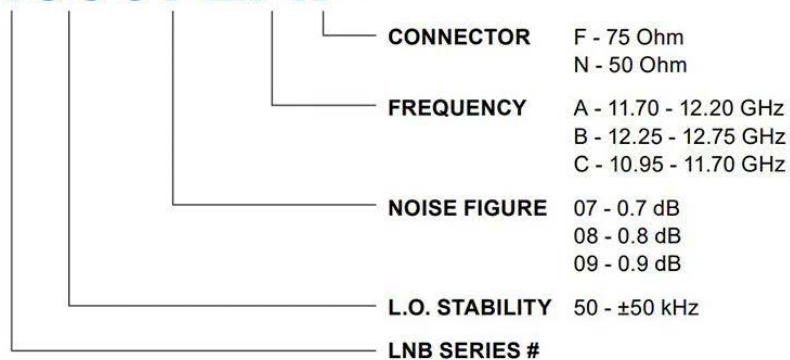 CONNECTOR F - 75 Ohm
N - 50 Ohm
FREQUENCY A - 11.70 - 12.20 GHz
B - 12.25 - 12.75 GHz
C - 10.95 - 11.70 GHz
NOISE FIGURE 07 - 0.7 dB
08 - 0.8 dB
09 - 0.9 dB
L.O. STABILITY 50 - ±50 kHz
LNB SERIES #